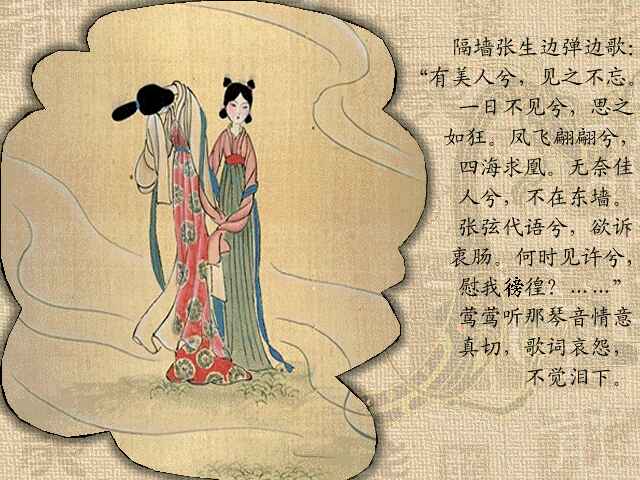 隔墙张生边弹边歌：
“有美人兮，见之不忘。
一日不见兮，思之
如狂。凤飞翩翩兮，
四海求凰。无奈佳
人兮，不在东墙。
张弦代语兮，欲诉
衷肠。何时见许兮，
慰我徬徨？……”
莺莺听那琴音情意
真切，歌词哀怨，
不觉泪下。